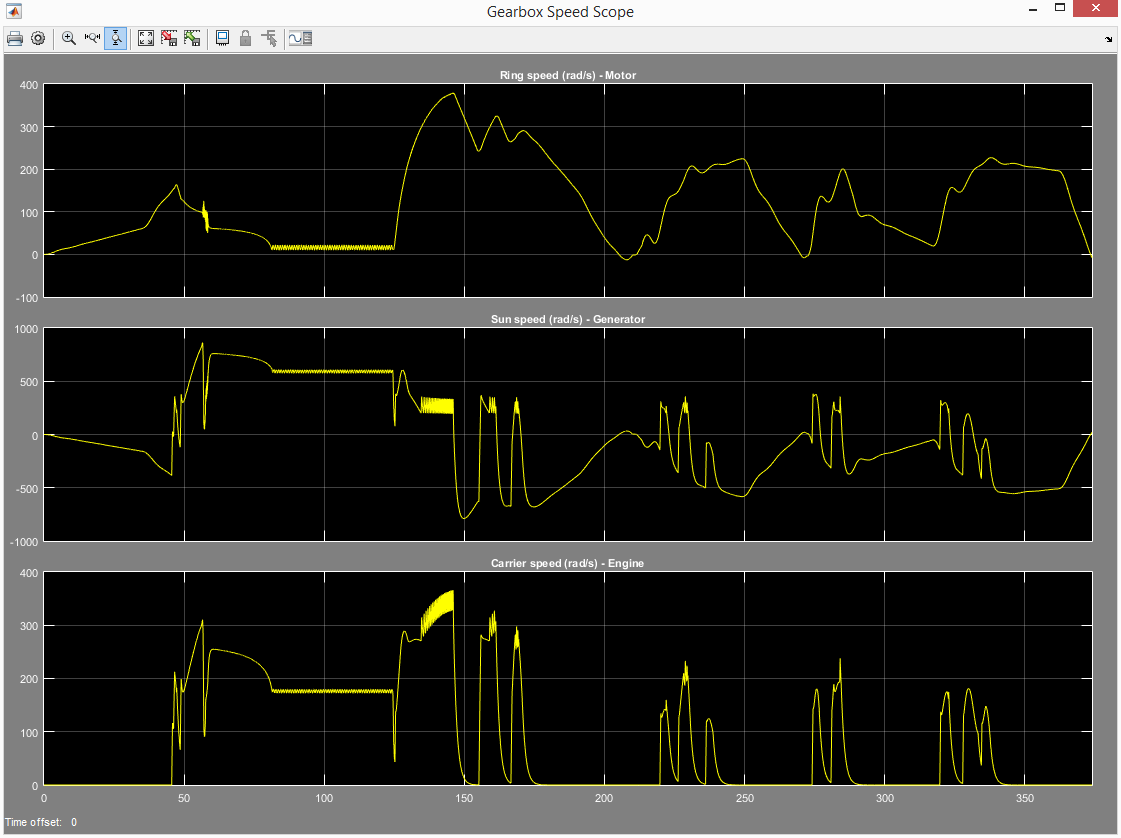 Gearbox Speed Scope
Ring speed (rad/s) - Motor
400
300
200
100
0
-100
Sun speed (rad/s) - Generator
1000
500
0
-500
-1000
Carrier speed (rad/s) - Engine
400
300
200
100
0
0 50 100 150 200 250 300 350
Time offset: 0